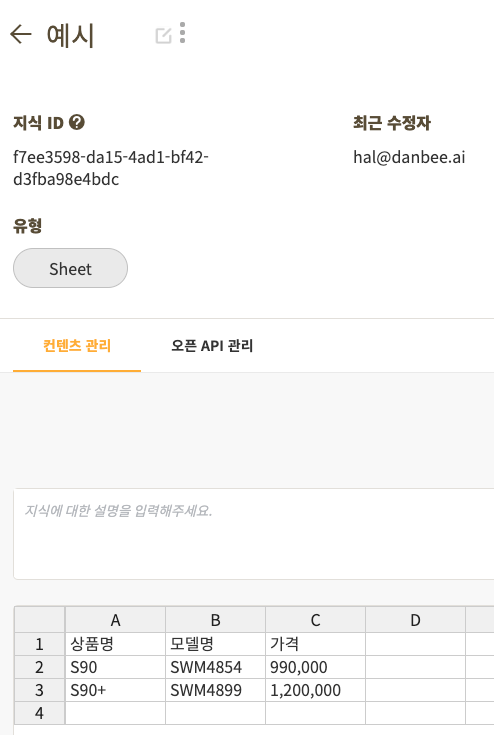 예시
지식 ID
최근 수정자
f7ee3598-da15-4ad1-bf42-
d3fba98e4bdc
hal@danbee.ai
유형
Sheet
컨텐츠 관리 오픈 API 관리
지식에 대한 설명을 입력해주세요.
A B C D
1 상품명 모델명 가격
2 S90 SWM4854 990,000
3 S90+ SWM4899 1,200,000
4